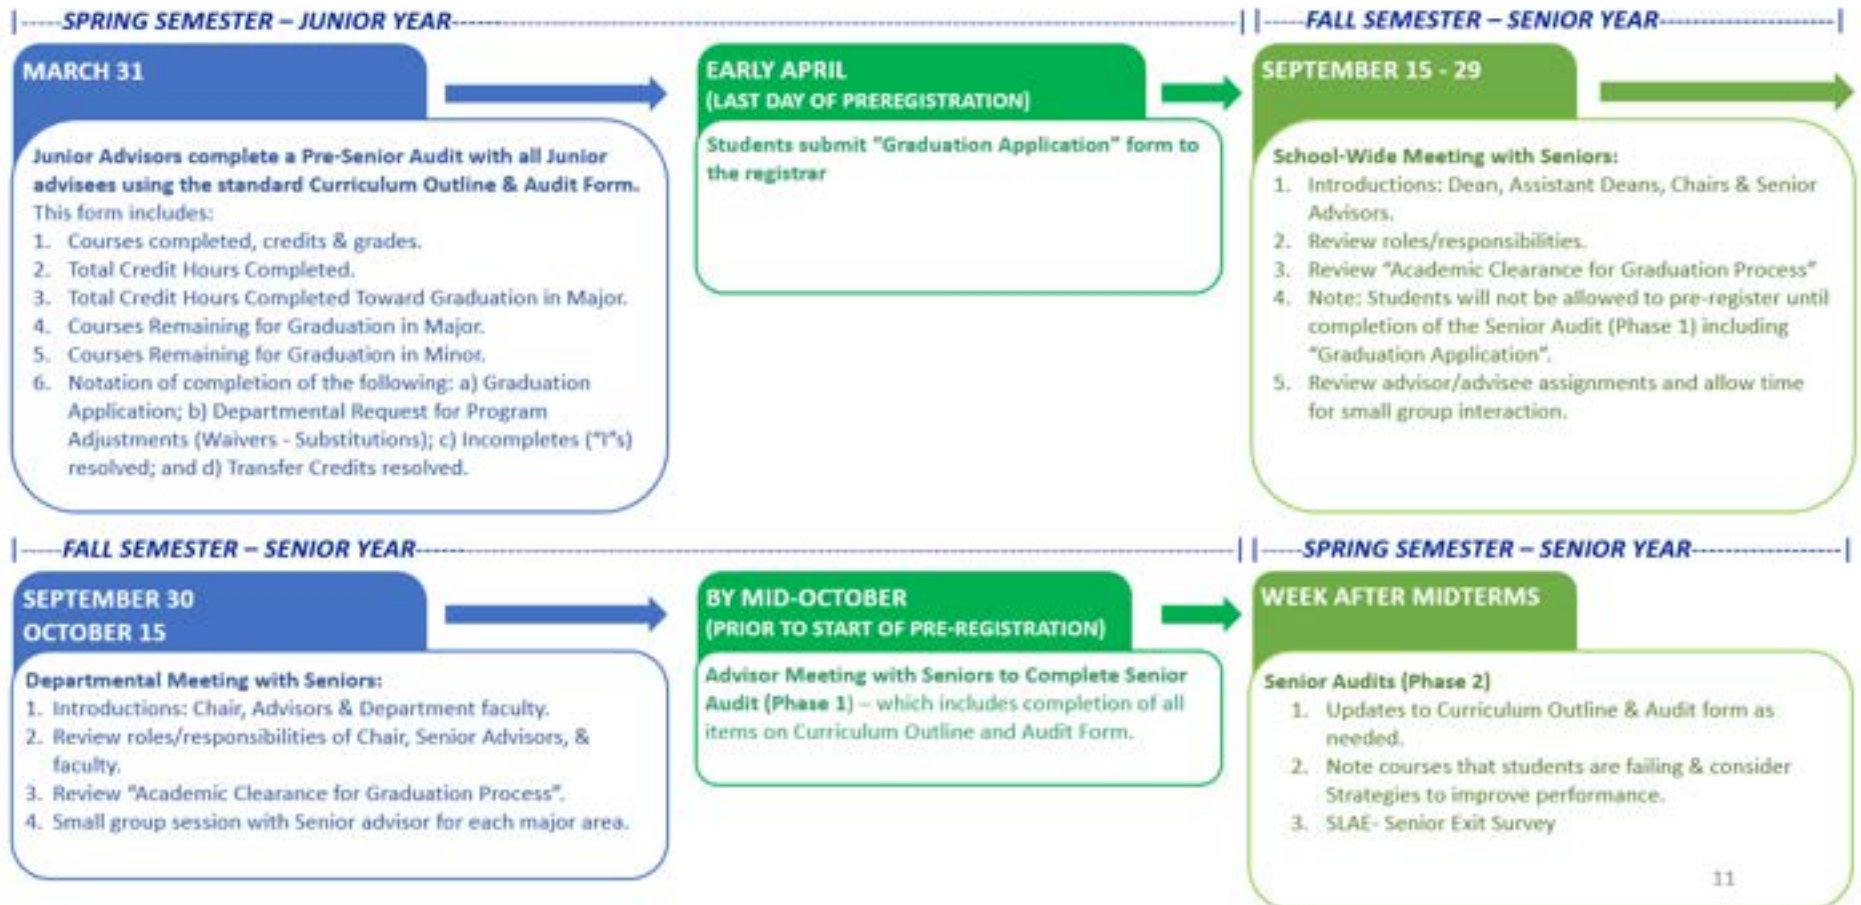 |-----SPRING SEMESTER – JUNIOR YEAR-----|
|-----FALL SEMESTER – SENIOR YEAR-----|
MARCH 31
Junior Advisors complete a Pre-Senior Audit with all Junior
advisees using the standard Curriculum Outline & Audit Form.
This form includes:
1. Courses completed, credits & grades.
2. Total Credit Hours Completed.
3. Total Credit Hours Completed Toward Graduation in Major.
4. Courses Remaining for Graduation in Major.
5. Courses Remaining for Graduation in Minor.
6. Notation of completion of the following: a) Graduation
Application; b) Departmental Request for Program
Adjustments (Waivers - Substitutions); c) Incompletes ("I"s)
resolved; and d) Transfer Credits resolved.
EARLY APRIL
(LAST DAY OF PREREGISTRATION)
Students submit "Graduation Application" form to
the registrar
SEPTEMBER 15 - 29
School-Wide Meeting with Seniors:
1. Introductions: Dean, Assistant Deans, Chairs & Senior
Advisors.
2. Review roles/responsibilities.
3. Review "Academic Clearance for Graduation Process"
4. Note: Students will not be allowed to pre-register until
completion of the Senior Audit (Phase 1) including
"Graduation Application".
5. Review advisor/advisee assignments and allow time
for small group interaction.
|-----FALL SEMESTER – SENIOR YEAR-----|
|-----SPRING SEMESTER – SENIOR YEAR-----|
SEPTEMBER 30
OCTOBER 15
Departmental Meeting with Seniors:
1. Introductions: Chair, Advisors & Department faculty.
2. Review roles/responsibilities of Chair, Senior Advisors, &
faculty.
3. Review "Academic Clearance for Graduation Process".
4. Small group session with Senior advisor for each major area.
BY MID-OCTOBER
(PRIOR TO START OF PRE-REGISTRATION)
Advisor Meeting with Seniors to Complete Senior
Audit (Phase 1) – which includes completion of all
items on Curriculum Outline and Audit Form.
WEEK AFTER MIDTERMS
Senior Audits (Phase 2)
1. Updates to Curriculum Outline & Audit form as
needed.
2. Note courses that students are failing & consider
Strategies to improve performance.
3. SLAE- Senior Exit Survey
11